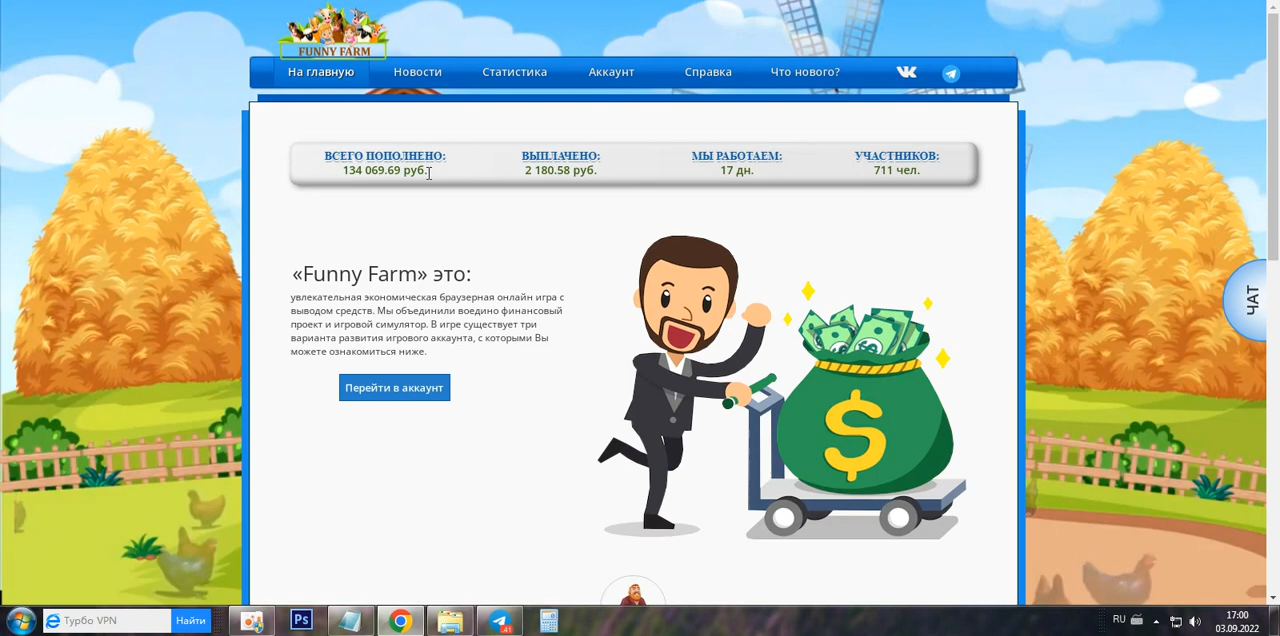 FUNNY FARM
На главную Новости Статистика Аккаунт Справка Что нового?
ВСЕГО ПОПОЛНЕНО: ВЫПЛАЧЕНО: МЫ РАБОТАЕМ: УЧАСТНИКОВ:
134 069.69 руб. 2 180.58 руб. 17 дн. 711 чел.
ЧАТ
«Funny Farm» это:
увлекательная экономическая браузерная онлайн игра с
выводом средств. Мы объединили воедино финансовый
проект и игровой симулятор. В игре существует три
варианта развития игрового аккаунта, с которыми Вы
можете ознакомиться ниже.
Перейти в аккаунт
$
Турбо VPN Найти Ps 41 RU 17:00
03.09.2022